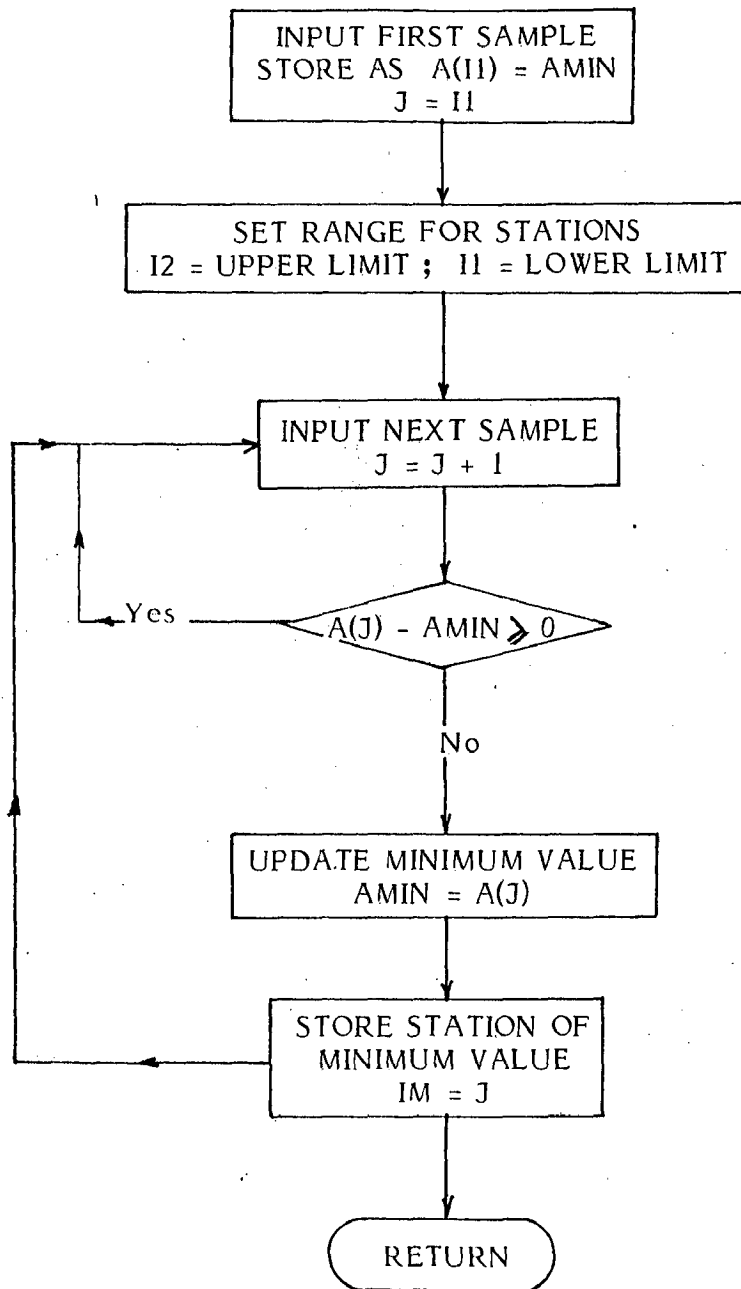 INPUT FIRST SAMPLE
STORE AS A(I1) = AMIN
J = I1
SET RANGE FOR STATIONS
I2 = UPPER LIMIT ; I1 = LOWER LIMIT
INPUT NEXT SAMPLE
J = J + 1
Yes
A(J) - AMIN ⩾ 0
No
UPDATE MINIMUM VALUE
AMIN = A(J)
STORE STATION OF
MINIMUM VALUE
IM = J
RETURN